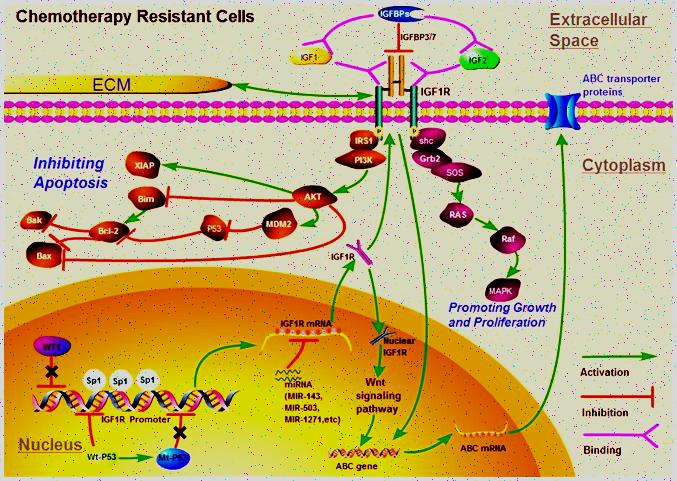 Chemotherapy Resistant Cells
IGFBPs
Extracellular
Space
IGFBP3/7
IGF1
IGF2
ECM
IGF1R
ABC transporter
proteins
P
P
IRS1
PI3K
shc
Grb2
SOS
Cytoplasm
Inhibiting
Apoptosis
XIAP
Bim
AKT
RAS
Bak
Bcl-2
P53
MDM2
Raf
Bax
IGF1R
MAPK
Promoting Growth
and Proliferation
IGF1R mRNA
Nuclear
IGF1R
WT1
Activation
Sp1 Sp1 Sp1
miRNA
(MIR-143,
MIR-503,
MIR-1271,etc)
Wnt
signaling
pathway
Inhibition
IGF1R Promoter
Nucleus
Wt-P53
Mt-P53
ABC gene
ABC mRNA
Binding